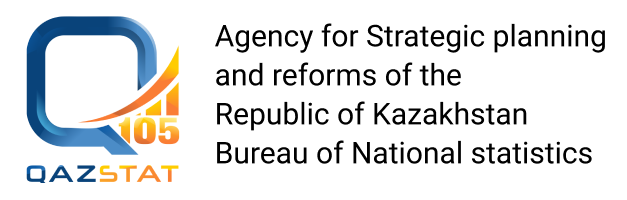 105
QAZSTAT
Agency for Strategic planning
and reforms of the
Republic of Kazakhstan
Bureau of National statistics